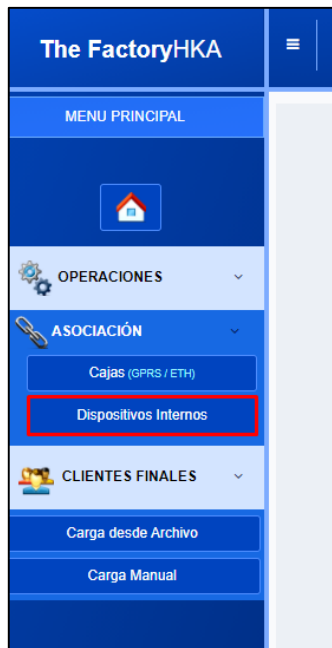 The FactoryHKA
MENU PRINCIPAL
OPERACIONES
ASOCIACIÓN
Cajas (GPRS / ETH)
Dispositivos Internos
CLIENTES FINALES
Carga desde Archivo
Carga Manual